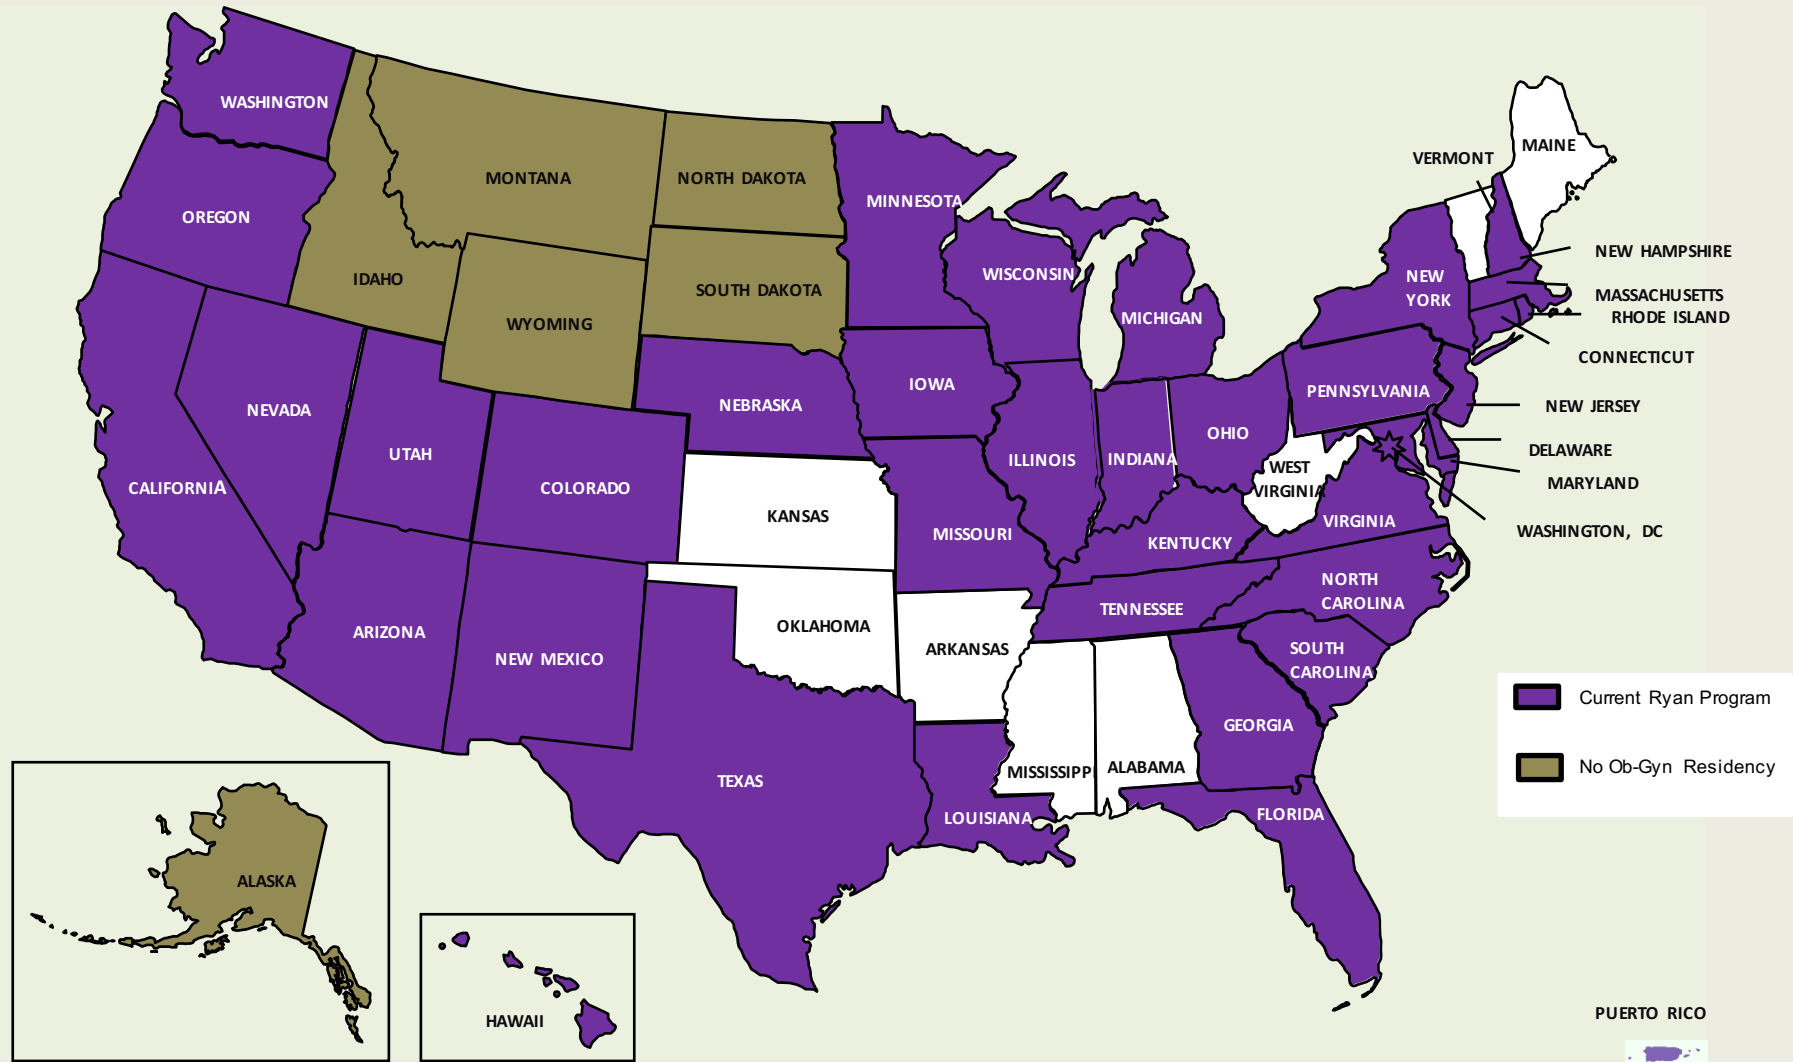 WASHINGTON
OREGON
CALIFORNIA
NEVADA
IDAHO
MONTANA
WYOMING
UTAH
ARIZONA
COLORADO
NEW MEXICO
NORTH DAKOTA
SOUTH DAKOTA
NEBRASKA
KANSAS
OKLAHOMA
TEXAS
MINNESOTA
IOWA
MISSOURI
ARKANSAS
LOUISIANA
WISCONSIN
ILLINOIS
MICHIGAN
INDIANA
OHIO
KENTUCKY
TENNESSEE
MISSISSIPPI
ALABAMA
GEORGIA
FLORIDA
SOUTH
CAROLINA
NORTH
CAROLINA
VIRGINIA
WEST
VIRGINIA
PENNSYLVANIA
NEW
YORK
VERMONT
MAINE
NEW HAMPSHIRE
MASSACHUSETTS
RHODE ISLAND
CONNECTICUT
NEW JERSEY
DELAWARE
MARYLAND
WASHINGTON, DC
Current Ryan Program
No Ob-Gyn Residency
ALASKA
HAWAII
PUERTO RICO